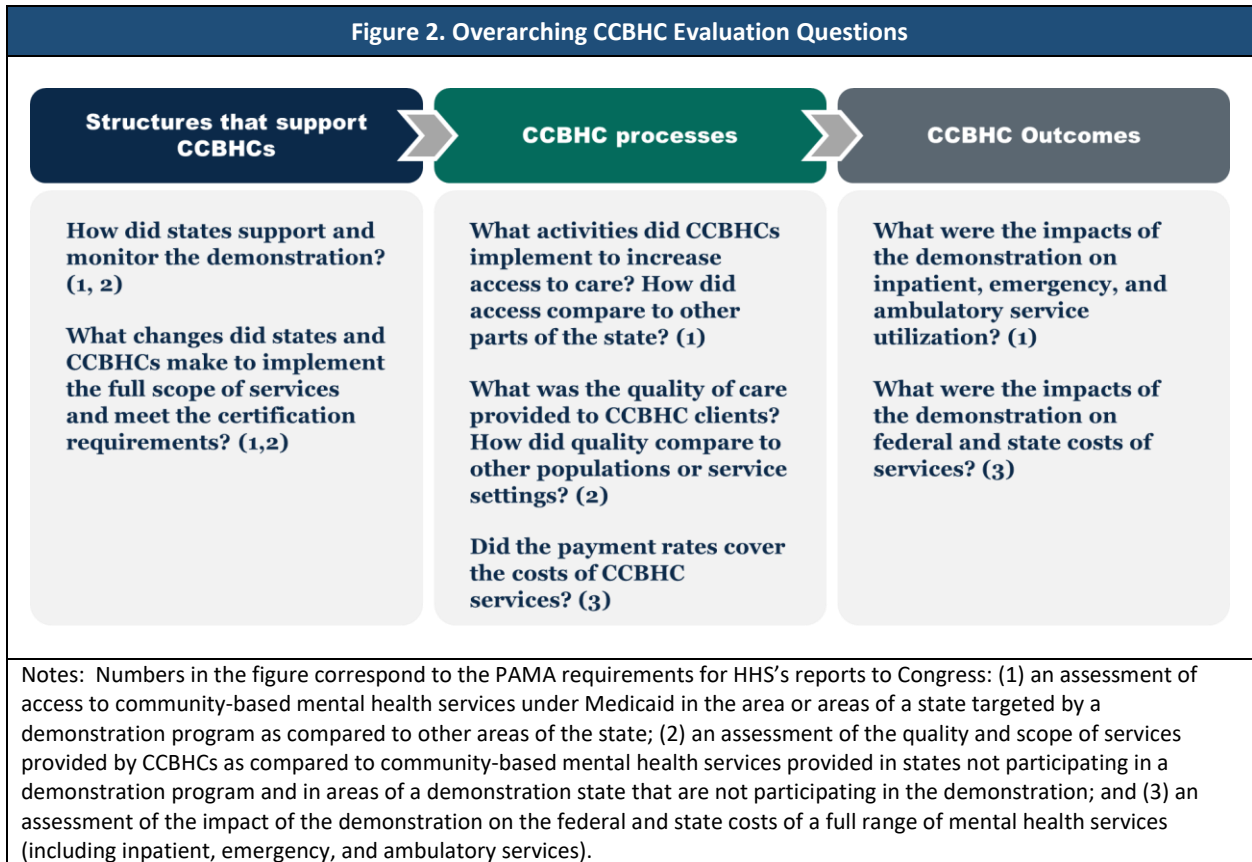 Figure 2. Overarching CCBHC Evaluation Questions
Structures that support
CCBHCs
CCBHC processes
CCBHC Outcomes
How did states support and
monitor the demonstration?
(1, 2)
What changes did states and
CCBHCs make to implement
the full scope of services
and meet the certification
requirements? (1,2)
What activities did CCBHCs
implement to increase
access to care? How did
access compare to other
parts of the state? (1)
What was the quality of care
provided to CCBHC clients?
How did quality compare to
other populations or service
settings? (2)
Did the payment rates cover
the costs of CCBHC
services? (3)
What were the impacts of
the demonstration on
inpatient, emergency, and
ambulatory service
utilization? (1)
What were the impacts of
the demonstration on
federal and state costs of
services? (3)
Notes: Numbers in the figure correspond to the PAMA requirements for HHS's reports to Congress: (1) an assessment of
access to community-based mental health services under Medicaid in the area or areas of a state targeted by a
demonstration program as compared to other areas of the state; (2) an assessment of the quality and scope of services
provided by CCBHCs as compared to community-based mental health services provided in states not participating in a
demonstration program and in areas of a demonstration state that are not participating in the demonstration; and (3) an
assessment of the impact of the demonstration on the federal and state costs of a full range of mental health services
(including inpatient, emergency, and ambulatory services).